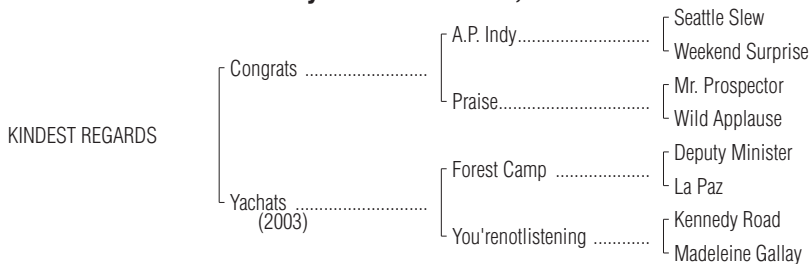 Seattle Slew
A.P. Indy
Weekend Surprise
Congrats
Mr. Prospector
Praise
Wild Applause
KINDEST REGARDS
Deputy Minister
Forest Camp
La Paz
Yachats
(2003)
Kennedy Road
You'renotlistening
Madeleine Gallay